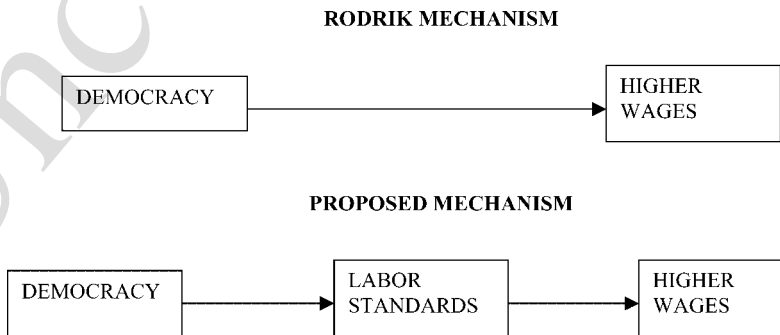 RODRIK MECHANISM
DEMOCRACY
HIGHER
WAGES
PROPOSED MECHANISM
DEMOCRACY
LABOR
STANDARDS
HIGHER
WAGES